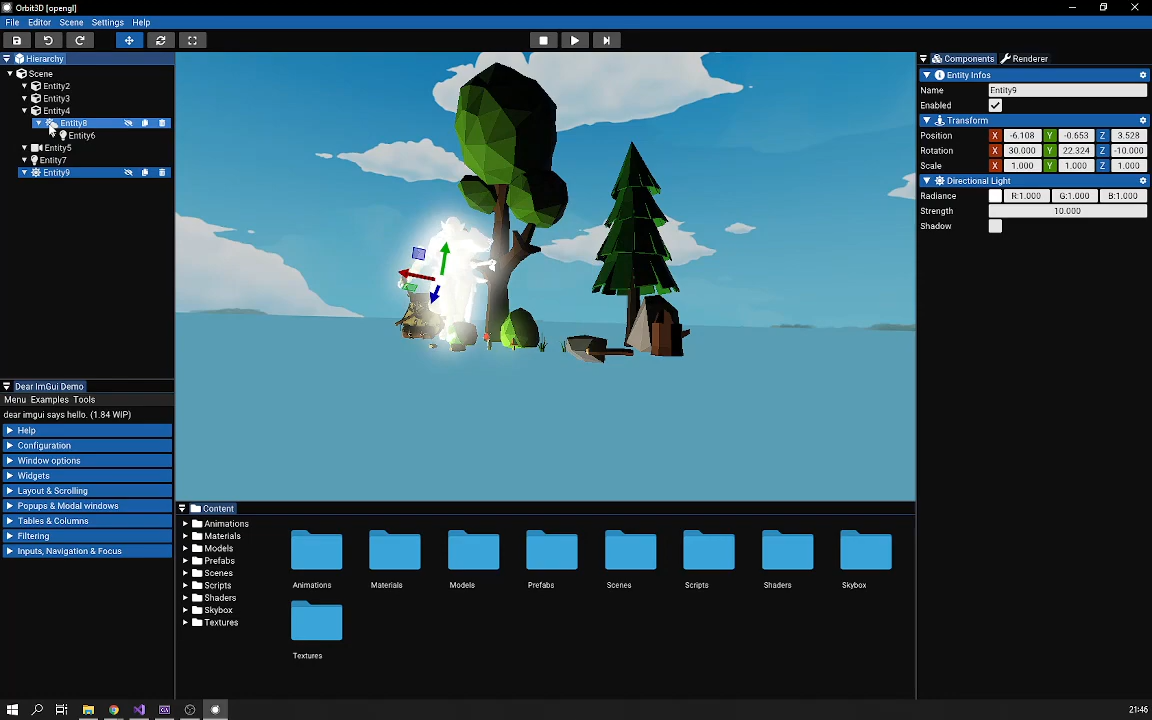 Orbit3D [opengl]
File Editor Scene Settings Help
Hierarchy
Scene
Entity2
Entity3
Entity4
Entity8
Entity6
Entity5
Entity7
Entity9
Dear ImGui Demo
Menu Examples Tools
dear imgui says hello. (1.84 WIP)
Help
Configuration
Window options
Widgets
Layout & Scrolling
Popups & Modal windows
Tables & Columns
Filtering
Inputs, Navigation & Focus
Content
Animations
Materials
Models
Prefabs
Scenes
Scripts
Shaders
Skybox
Textures
Animations Materials Models Prefabs Scenes Scripts Shaders Skybox
Textures
Components Renderer
Entity Infos
Name Entity9
Enabled
Transform
Position X -6.108 Y -0.653 Z 3.528
Rotation X 30.000 Y 22.324 Z -10.000
Scale X 1.000 Y 1.000 Z 1.000
Directional Light
Radiance R:1.000 G:1.000 B:1.000
Strength 10.000
Shadow
21:46